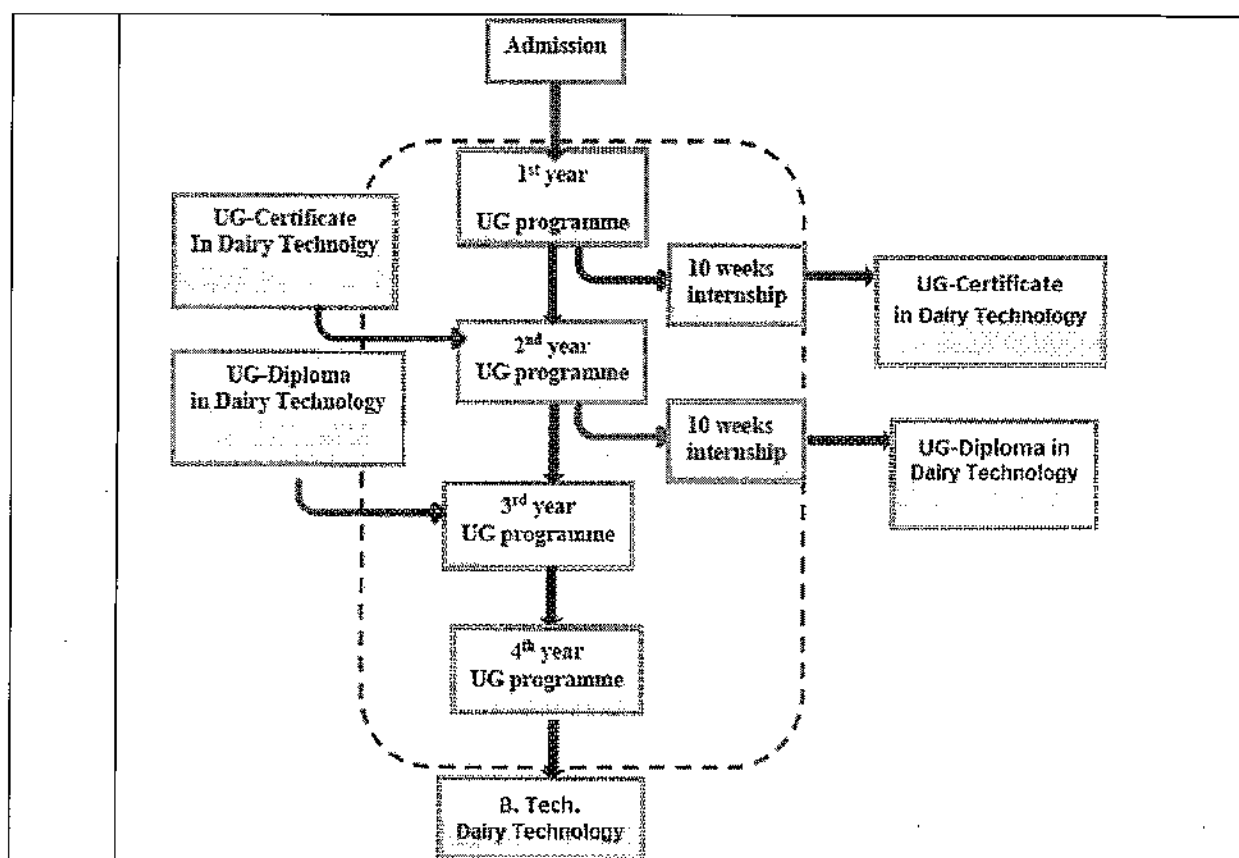 Admission
1st year
UG programme
UG-Certificate
In Dairy Technolgy
10 weeks
internship
UG-Certificate
in Dairy Technology
2nd year
UG programme
UG-Diploma
in Dairy Technology
10 weeks
internship
UG-Diploma in
Dairy Technology
3rd year
UG programme
4th year
UG programme
B. Tech.
Dairy Technology